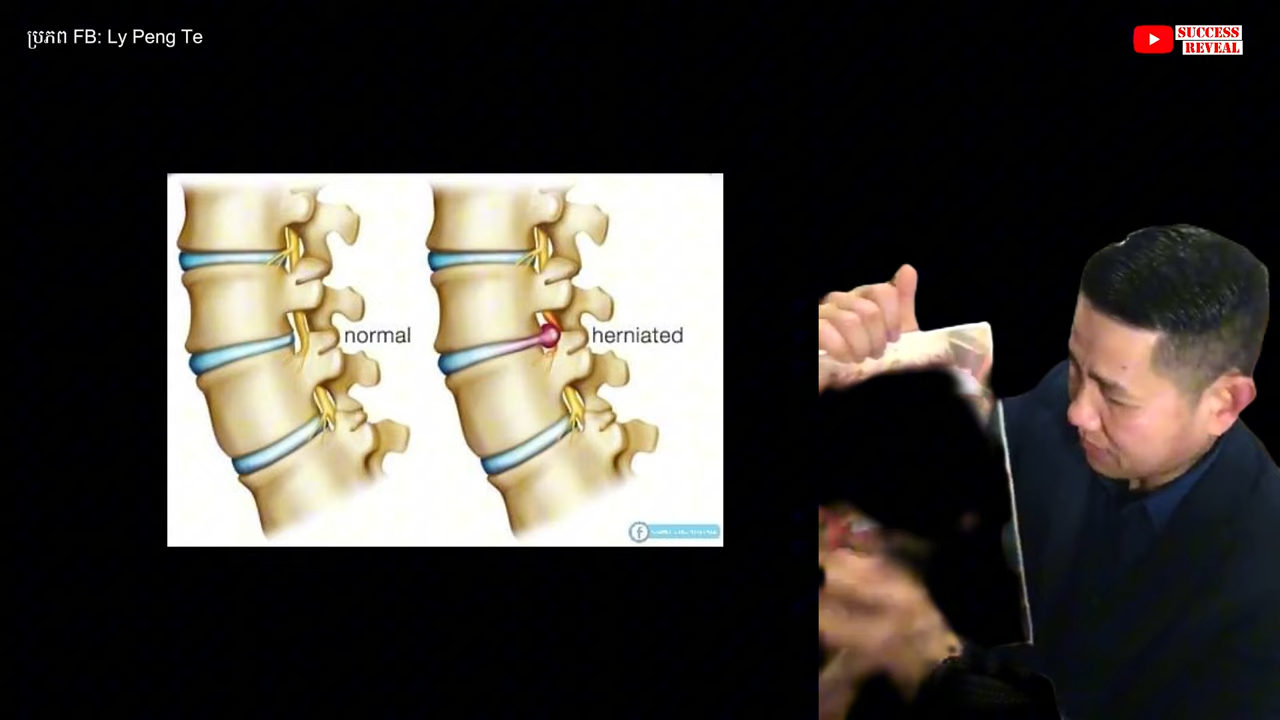 ប្រភព FB: Ly Peng Te
SUCCESS
REVEAL
normal
herniated